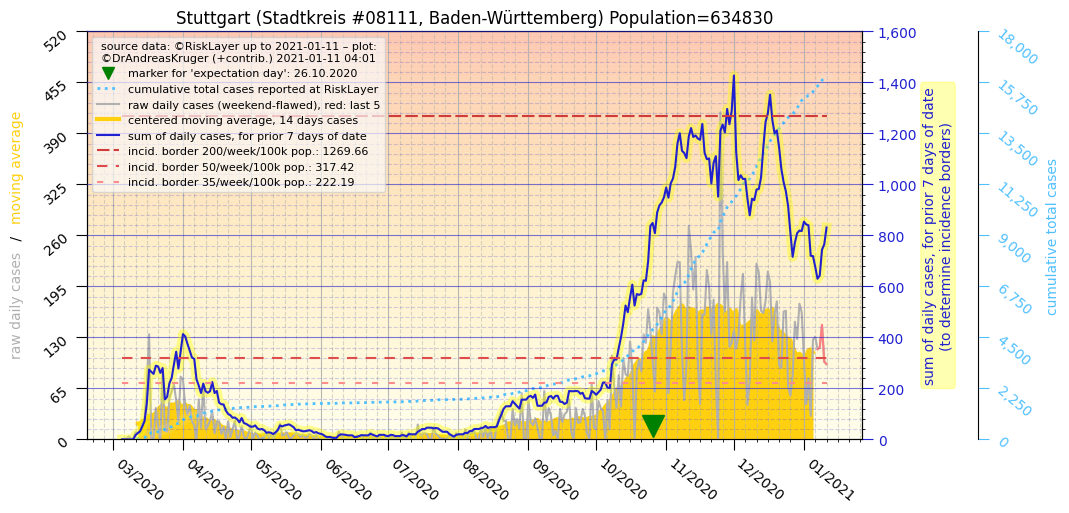 Stuttgart (Stadtkreis #08111, Baden-Württemberg) Population=634830
source data: ©RiskLayer up to 2021-01-11 – plot:
©DrAndreasKruger (+contrib.) 2021-01-11 04:01
marker for 'expectation day': 26.10.2020
cumulative total cases reported at RiskLayer
raw daily cases (weekend-flawed), red: last 5
centered moving average, 14 days cases
sum of daily cases, for prior 7 days of date
incid. border 200/week/100k pop.: 1269.66
incid. border 50/week/100k pop.: 317.42
incid. border 35/week/100k pop.: 222.19
raw daily cases / moving average
520
455
390
325
260
195
130
65
0
03/2020
04/2020
05/2020
06/2020
07/2020
08/2020
09/2020
10/2020
11/2020
12/2020
01/2021
1,600
1,400
1,200
1,000
800
600
400
200
0
sum of daily cases, for prior 7 days of date
(to determine incidence borders)
18,000
15,750
13,500
11,250
9,000
6,750
4,500
2,250
0
cumulative total cases